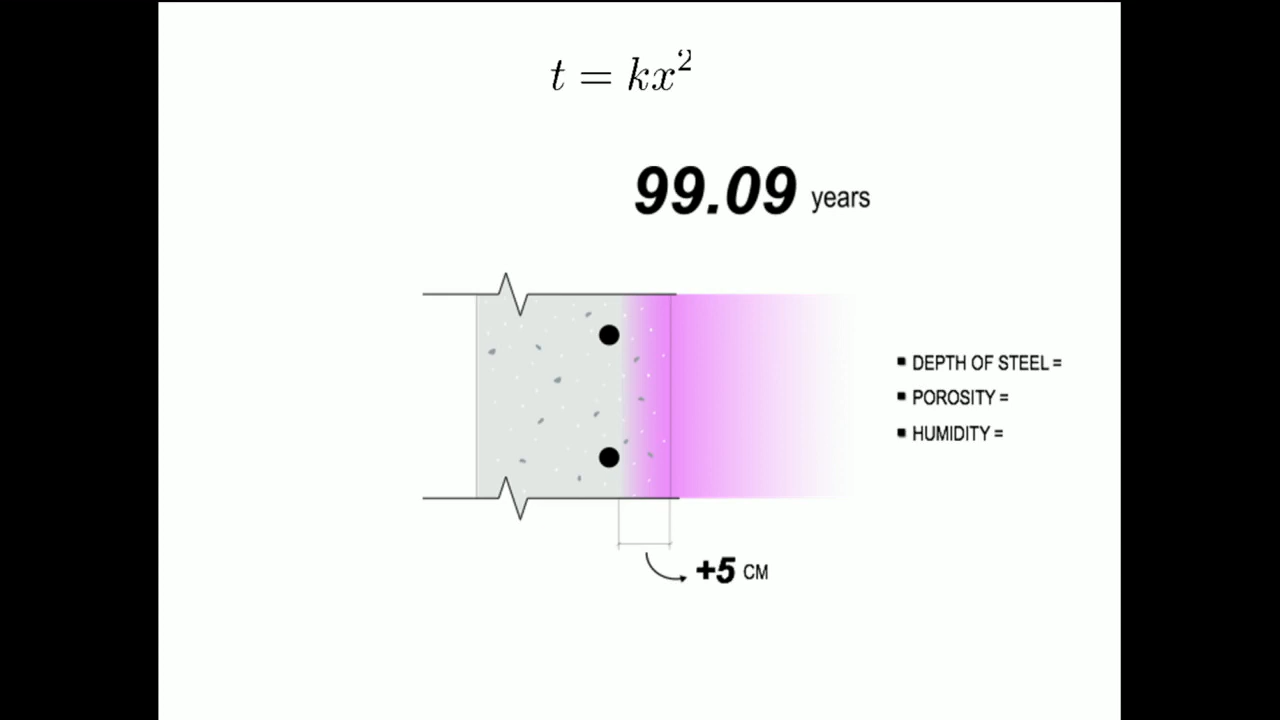 t = kx²
99.09 years
■ DEPTH OF STEEL =
■ POROSITY =
■ HUMIDITY =
+5 CM